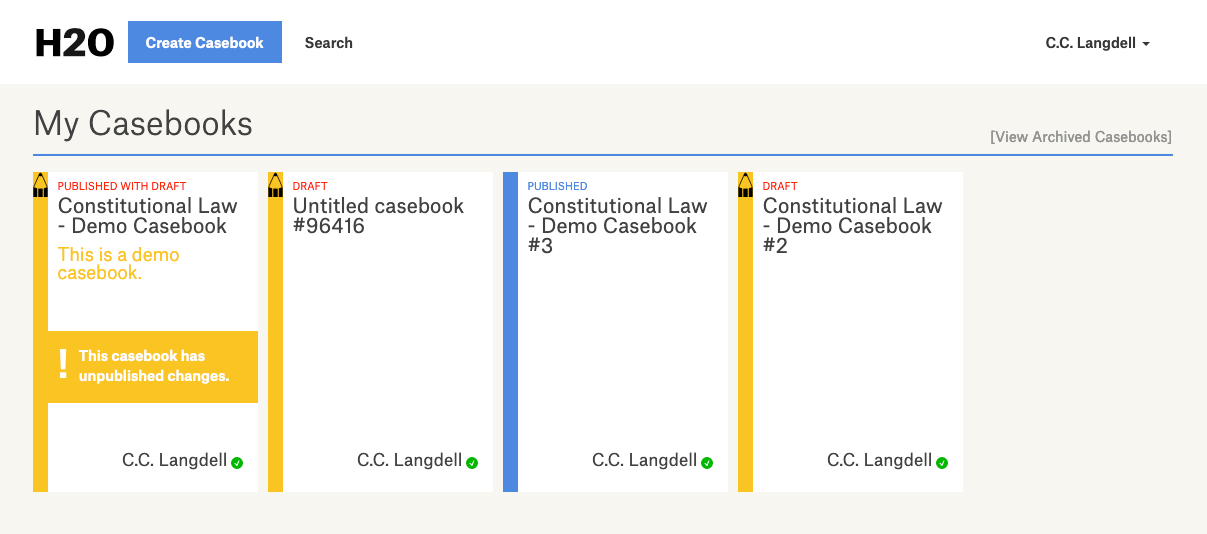 H2O
Create Casebook
Search
C.C. Langdell
My Casebooks
[View Archived Casebooks]
PUBLISHED WITH DRAFT
Constitutional Law
- Demo Casebook
This is a demo
casebook.
! This casebook has
unpublished changes.
C.C. Langdell
DRAFT
Untitled casebook
#96416
C.C. Langdell
PUBLISHED
Constitutional Law
- Demo Casebook
#3
C.C. Langdell
DRAFT
Constitutional Law
- Demo Casebook
#2
C.C. Langdell